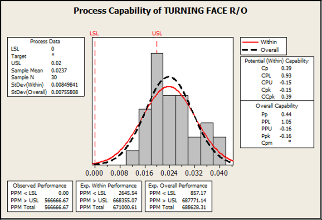 Process Capability of TURNING FACE R/O
Process Data
LSL 0
Target *
USL 0.02
Sample Mean 0.0237
Sample N 30
StDev(Within) 0.00849841
StDev(Overall) 0.00755808
LSL
USL
Within
Overall
Potential (Within) Capability
Cp 0.39
CPL 0.93
CPU -0.15
Cpk -0.15
CCpk 0.39
Overall Capability
Pp 0.44
PPL 1.05
PPU -0.16
Ppk -0.16
Cpm *
0.000 0.008 0.016 0.024 0.032 0.040
Observed Performance
PPM < LSL 0.00
PPM > USL 566666.67
PPM Total 566666.67
Exp. Within Performance
PPM < LSL 2645.54
PPM > USL 668355.07
PPM Total 671000.61
Exp. Overall Performance
PPM < LSL 857.17
PPM > USL 687771.14
PPM Total 688628.31